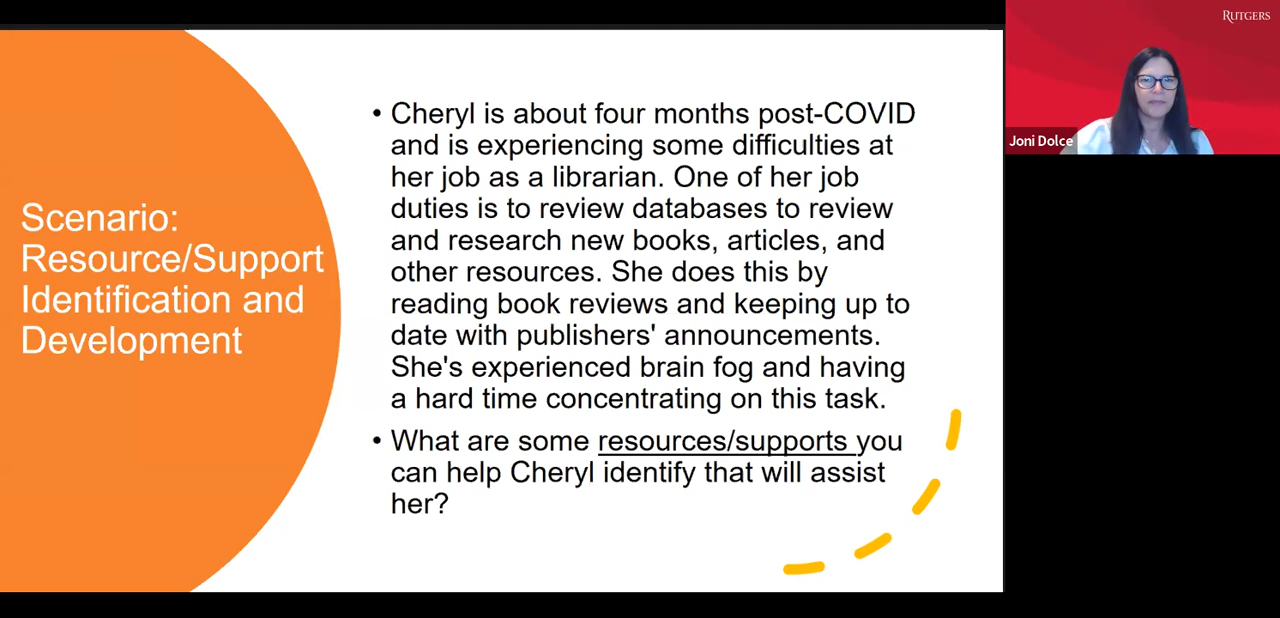 Scenario:
Resource/Support
Identification and
Development
• Cheryl is about four months post-COVID
and is experiencing some difficulties at
her job as a librarian. One of her job
duties is to review databases to review
and research new books, articles, and
other resources. She does this by
reading book reviews and keeping up to
date with publishers' announcements.
She's experienced brain fog and having
a hard time concentrating on this task.
• What are some resources/supports you
can help Cheryl identify that will assist
her?
RUTGERS
Joni Dolce